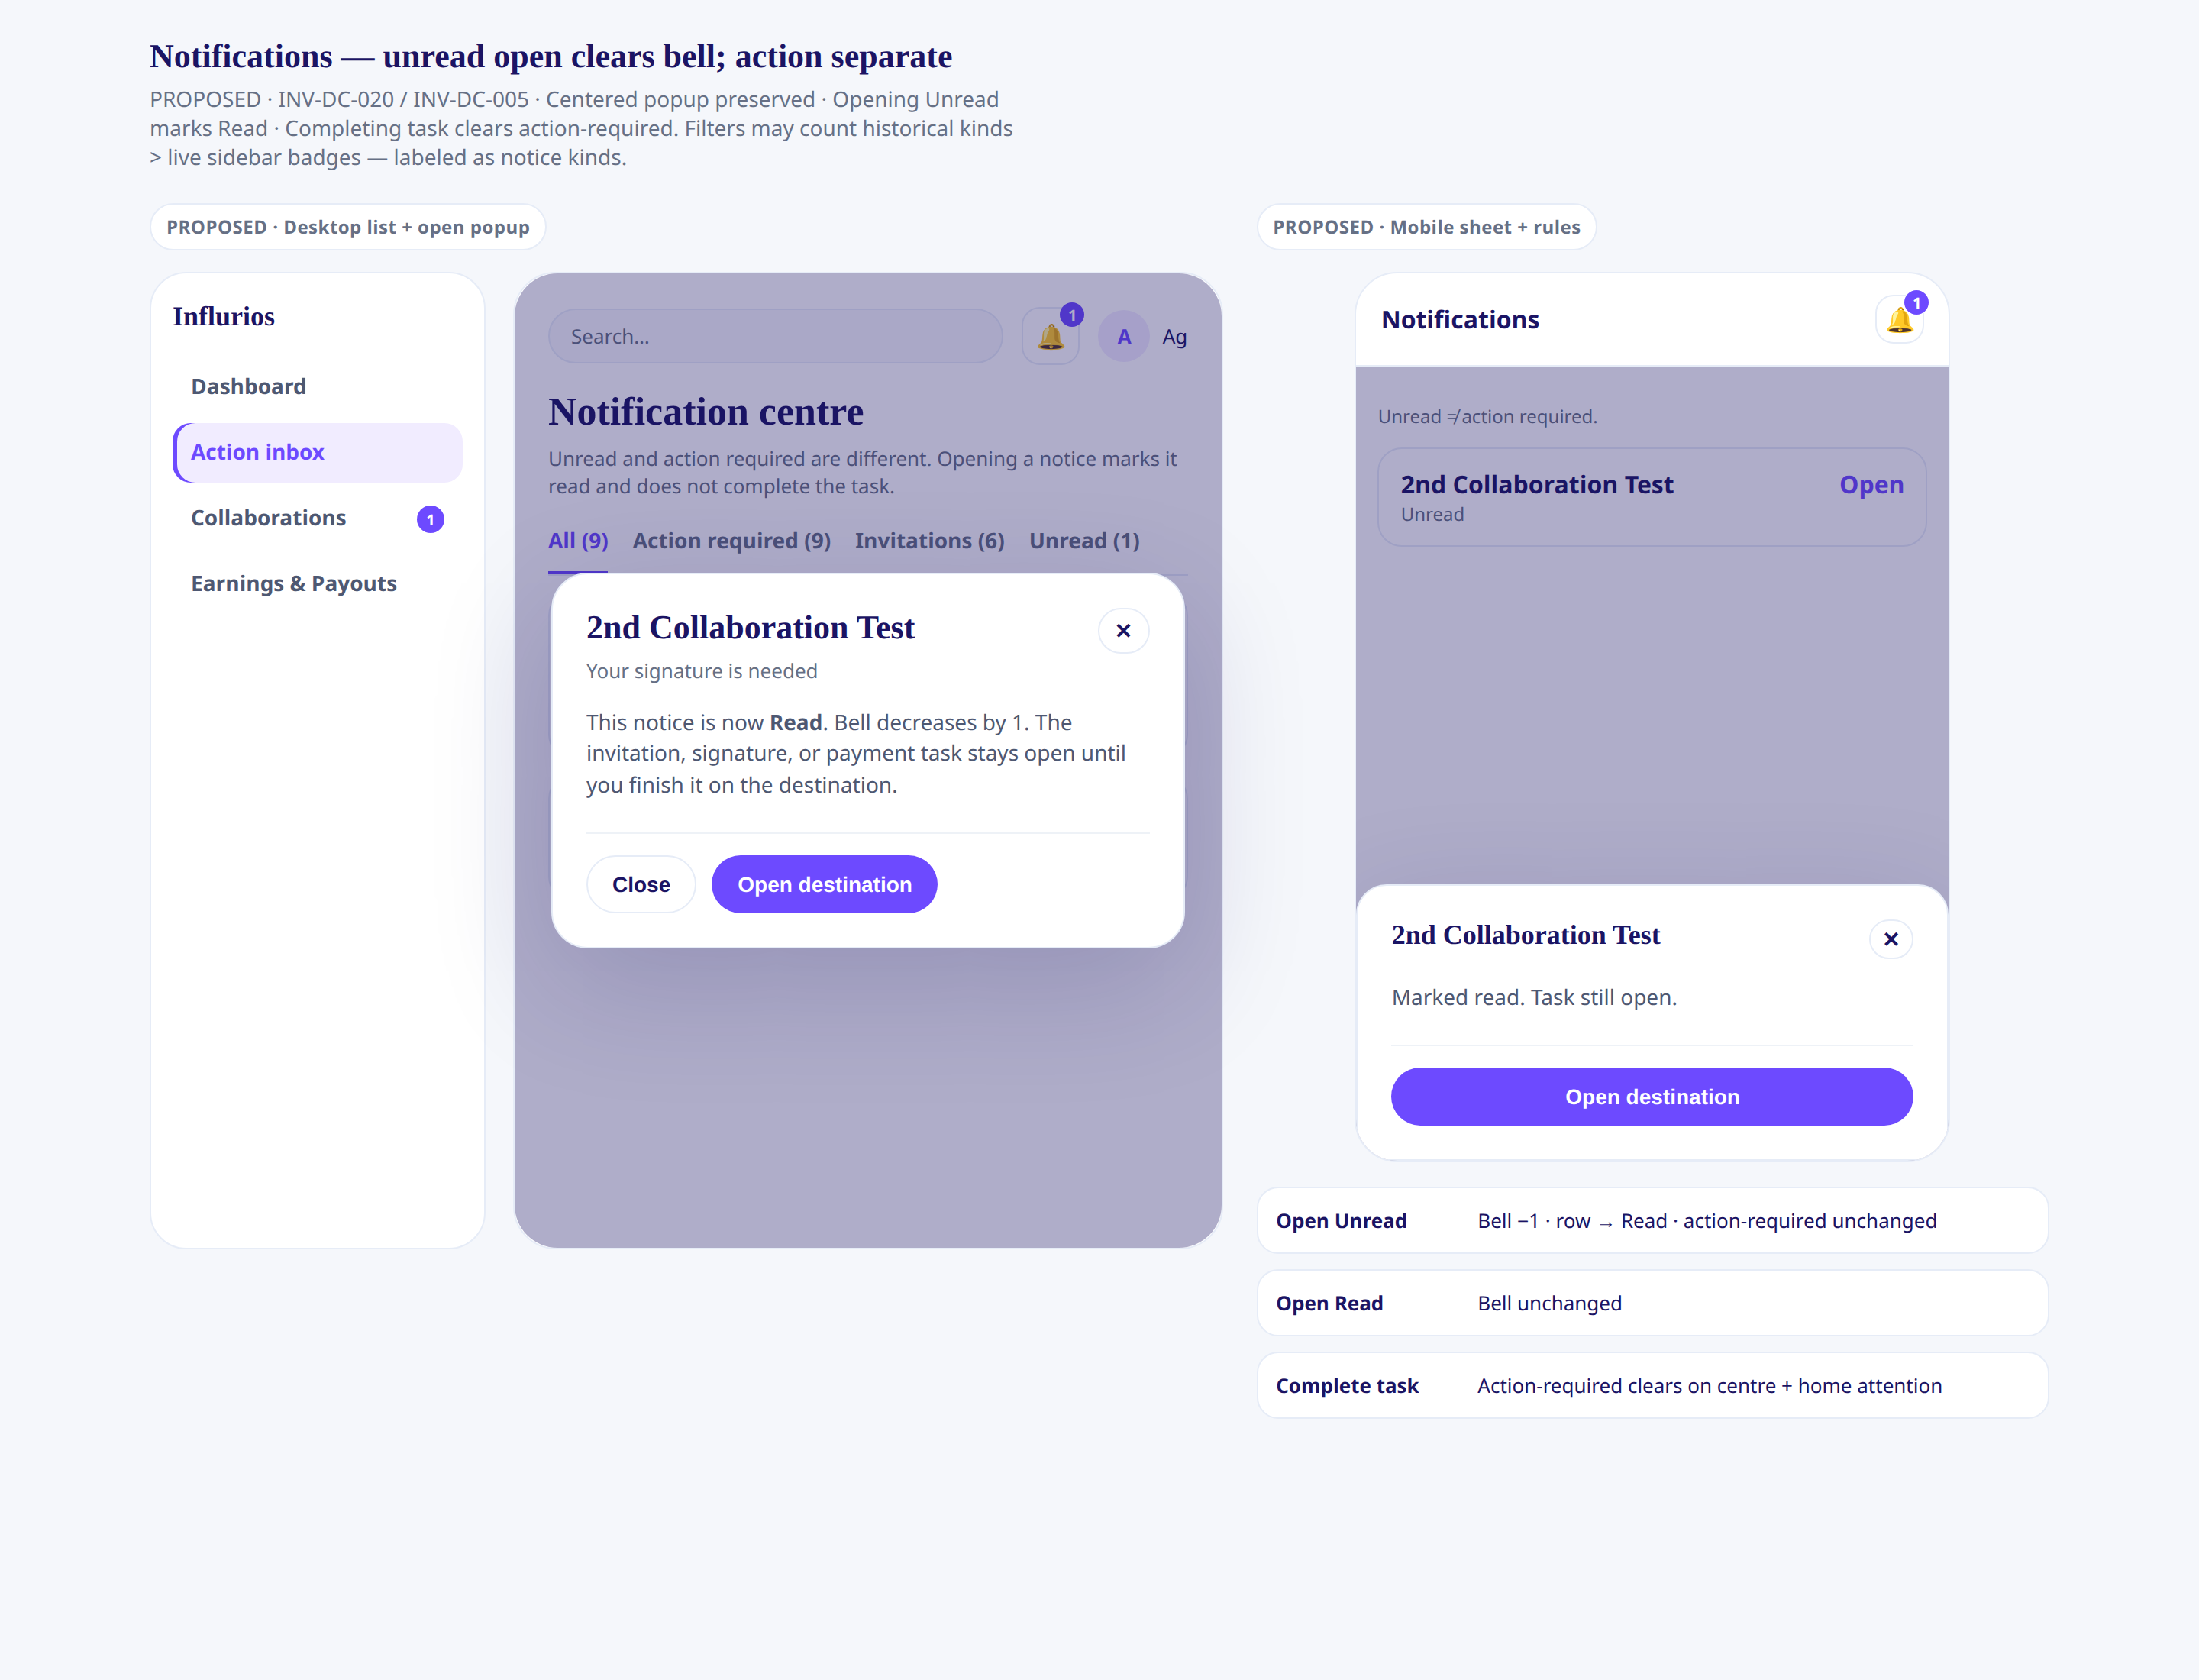 Notifications — unread open clears bell; action separate
PROPOSED · INV-DC-020 / INV-DC-005 · Centered popup preserved · Opening Unread
marks Read · Completing task clears action-required. Filters may count historical kinds
> live sidebar badges — labeled as notice kinds.
PROPOSED · Desktop list + open popup
Influrios
Dashboard
Action inbox
Collaborations 1
Earnings & Payouts
Search...
1
A Ag
Notification centre
Unread and action required are different. Opening a notice marks it
read and does not complete the task.
All (9) Action required (9) Invitations (6) Unread (1)
2nd Collaboration Test ✕
Your signature is needed
This notice is now Read. Bell decreases by 1. The
invitation, signature, or payment task stays open until
you finish it on the destination.
Close Open destination
PROPOSED · Mobile sheet + rules
Notifications 1
Unread ≠ action required.
2nd Collaboration Test Open
Unread
2nd Collaboration Test ✕
Marked read. Task still open.
Open destination
Open Unread Bell −1 · row → Read · action-required unchanged
Open Read Bell unchanged
Complete task Action-required clears on centre + home attention